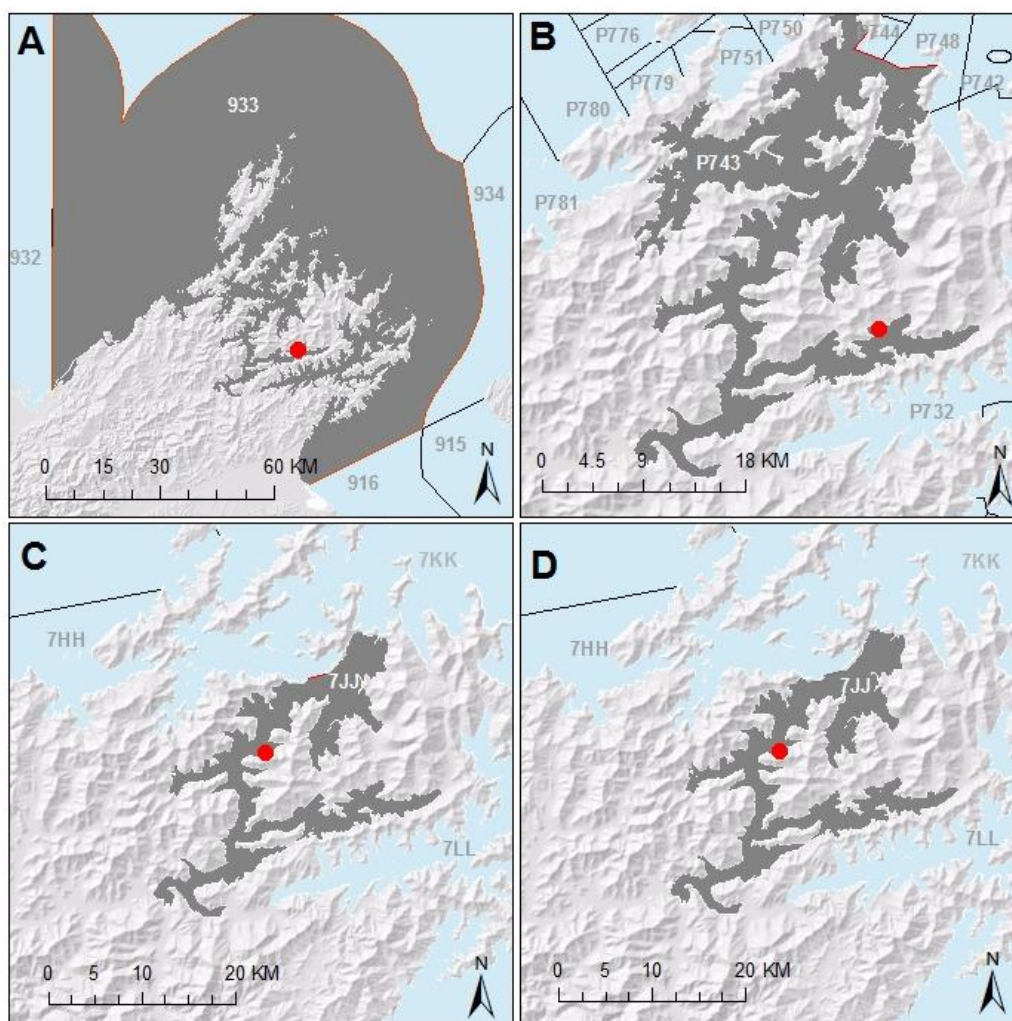 A
933
934
932
0 15 30 60 KM
915
916
N
B
P776
P750
P744
P748
P751
P779
P742
P780
P743
P781
P732
0 4.5 9 18 KM
N
C
7KK
7HH
7JJ
7LL
0 5 10 20 KM
N
D
7KK
7HH
7JJ
7LL
0 5 10 20 KM
N